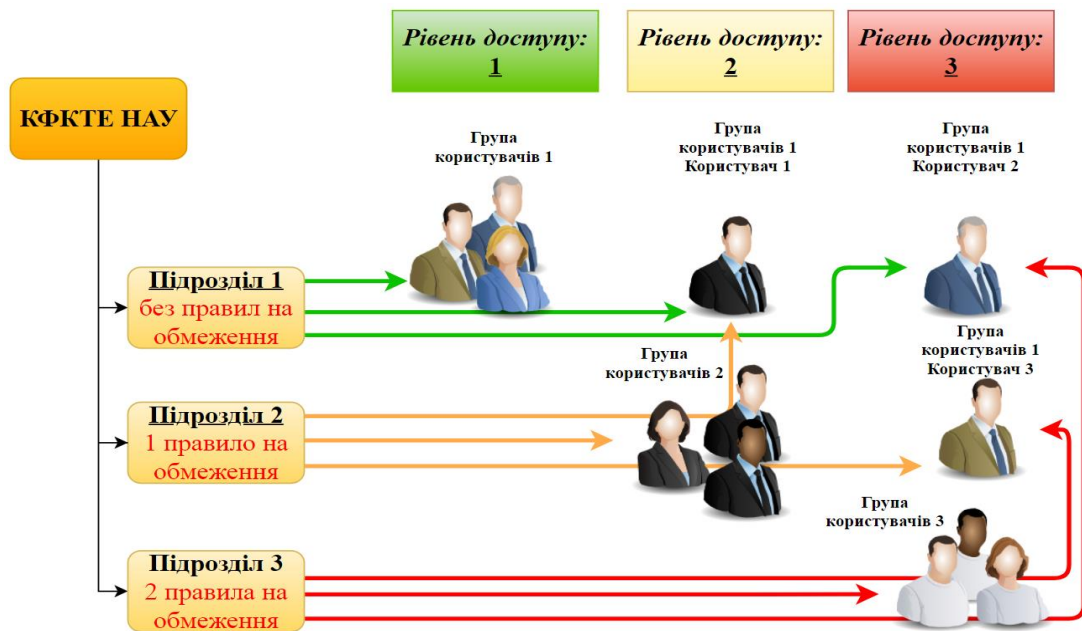 Рівень доступу:
1
Рівень доступу:
2
Рівень доступу:
3
КФКТЕ НАУ
Група
користувачів 1
Група
користувачів 1
Користувач 1
Група
користувачів 1
Користувач 2
Підрозділ 1
без правил на
обмеження
Група
користувачів 2
Група
користувачів 1
Користувач 3
Підрозділ 2
1 правило на
обмеження
Група
користувачів 3
Підрозділ 3
2 правила на
обмеження